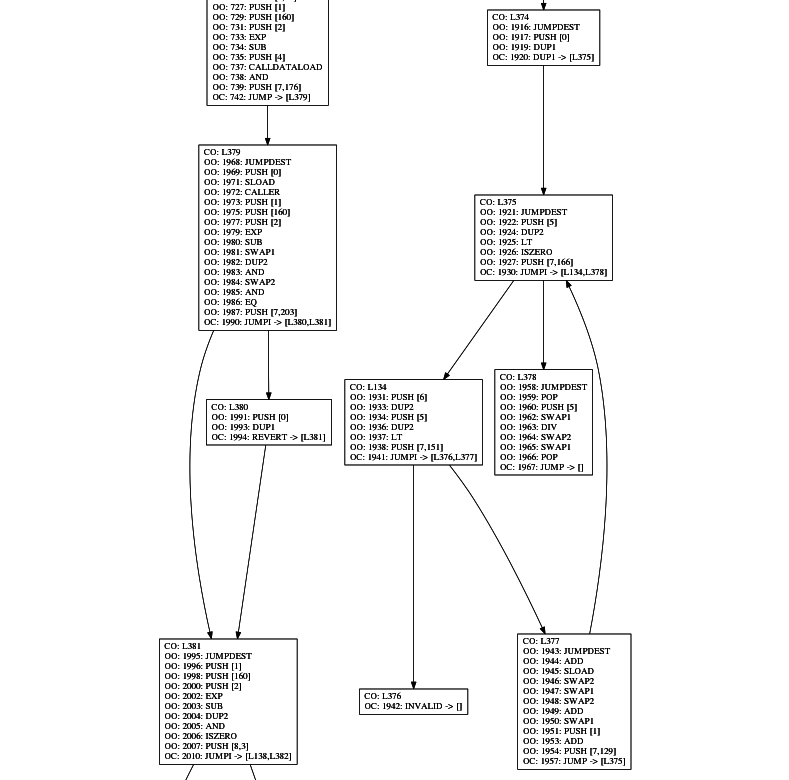 OO: 727: PUSH [1]
OO: 729: PUSH [160]
OO: 731: PUSH [2]
OO: 733: EXP
OO: 734: SUB
OO: 735: PUSH [4]
OO: 737: CALLDATALOAD
OO: 738: AND
OO: 739: PUSH [7,176]
OC: 742: JUMP -> [L379]
CO: L374
OO: 1916: JUMPDEST
OO: 1917: PUSH [0]
OO: 1919: DUP1
OC: 1920: DUP1 -> [L375]
CO: L379
OO: 1968: JUMPDEST
OO: 1969: PUSH [0]
OO: 1971: SLOAD
OO: 1972: CALLER
OO: 1973: PUSH [1]
OO: 1975: PUSH [160]
OO: 1977: PUSH [2]
OO: 1979: EXP
OO: 1980: SUB
OO: 1981: SWAP1
OO: 1982: DUP2
OO: 1983: AND
OO: 1984: SWAP2
OO: 1985: AND
OO: 1986: EQ
OO: 1987: PUSH [7,203]
OC: 1990: JUMPI -> [L380,L381]
CO: L375
OO: 1921: JUMPDEST
OO: 1922: PUSH [5]
OO: 1924: DUP2
OO: 1925: LT
OO: 1926: ISZERO
OO: 1927: PUSH [7,166]
OC: 1930: JUMPI -> [L134,L378]
CO: L380
OO: 1991: PUSH [0]
OO: 1993: DUP1
OC: 1994: REVERT -> [L381]
CO: L134
OO: 1931: PUSH [6]
OO: 1933: DUP2
OO: 1934: PUSH [5]
OO: 1936: DUP2
OO: 1937: LT
OO: 1938: PUSH [7,151]
OC: 1941: JUMPI -> [L376,L377]
CO: L378
OO: 1958: JUMPDEST
OO: 1959: POP
OO: 1960: PUSH [5]
OO: 1962: SWAP1
OO: 1963: DIV
OO: 1964: SWAP2
OO: 1965: SWAP1
OO: 1966: POP
OC: 1967: JUMP -> []
CO: L381
OO: 1995: JUMPDEST
OO: 1996: PUSH [1]
OO: 1998: PUSH [160]
OO: 2000: PUSH [2]
OO: 2002: EXP
OO: 2003: SUB
OO: 2004: DUP2
OO: 2005: AND
OO: 2006: ISZERO
OO: 2007: PUSH [8,3]
OC: 2010: JUMPI -> [L138,L382]
CO: L376
OC: 1942: INVALID -> []
CO: L377
OO: 1943: JUMPDEST
OO: 1944: ADD
OO: 1945: SLOAD
OO: 1946: SWAP2
OO: 1947: SWAP1
OO: 1948: SWAP2
OO: 1949: ADD
OO: 1950: SWAP1
OO: 1951: PUSH [1]
OO: 1953: ADD
OO: 1954: PUSH [7,129]
OC: 1957: JUMP -> [L375]